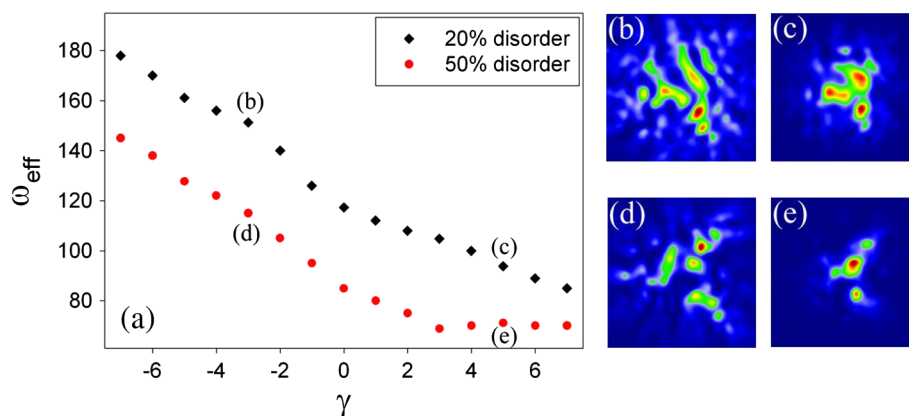 20% disorder
50% disorder
180
160
140
120
100
80
ω_eff
-6 -4 -2 0 2 4 6
γ
(a)
(b)
(c)
(d)
(e)
(b)
(c)
(d)
(e)